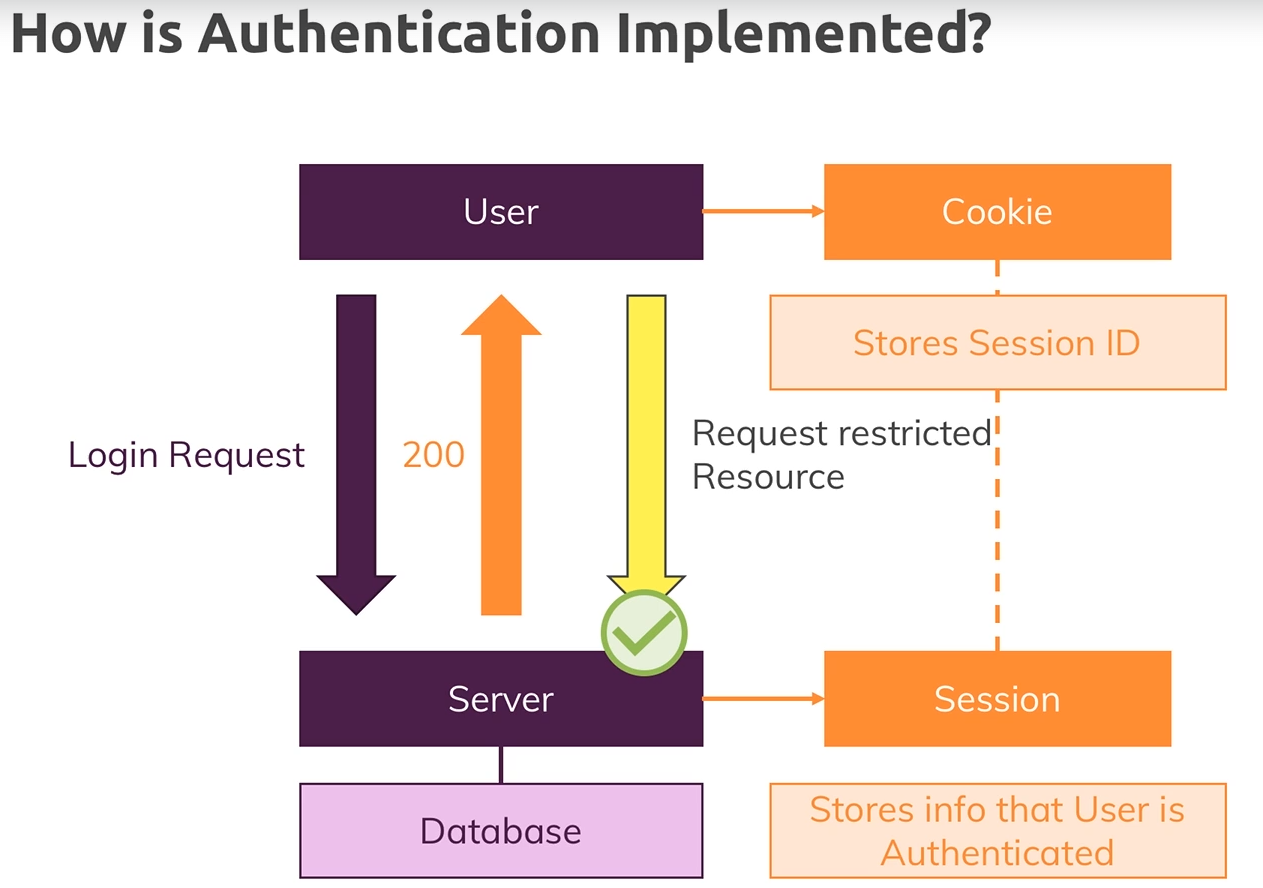 How is Authentication Implemented?
User
Cookie
Stores Session ID
Login Request
200
Request restricted
Resource
Server
Session
Database
Stores info that User is
Authenticated